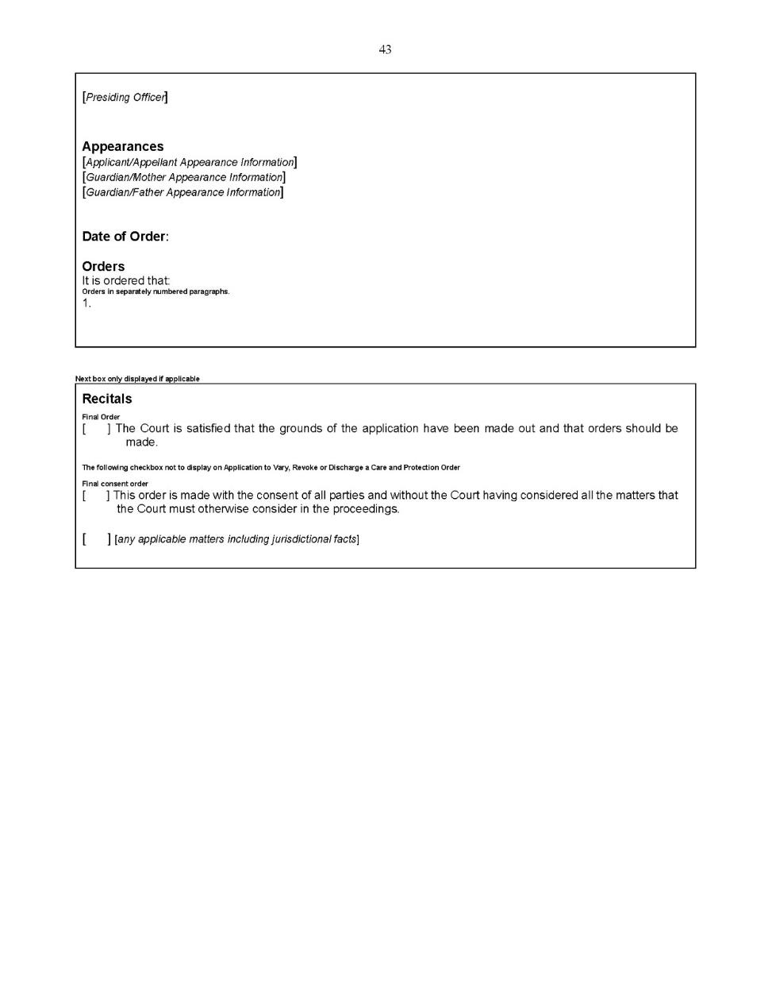 43
[Presiding Officer]
Appearances
[Applicant/Appellant Appearance Information]
[Guardian/Mother Appearance Information]
[Guardian/Father Appearance Information]
Date of Order:
Orders
It is ordered that:
Orders in separately numbered paragraphs.
1.
Next box only displayed if applicable
Recitals
Final Order
[ ] The Court is satisfied that the grounds of the application have been made out and that orders should be
made.
The following checkbox not to display on Application to Vary, Revoke or Discharge a Care and Protection Order
Final consent order
[ ] This order is made with the consent of all parties and without the Court having considered all the matters that
the Court must otherwise consider in the proceedings.
[ ] [any applicable matters including jurisdictional facts]